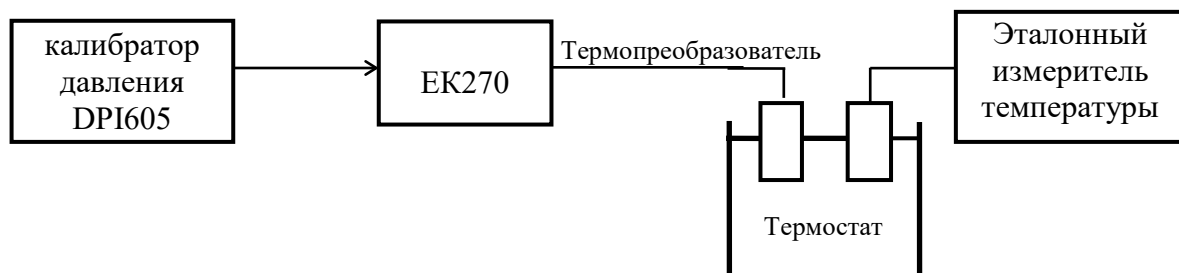 калибратор
давления
DPI605
ЕК270
Термопреобразователь
Эталонный
измеритель
температуры
Термостат